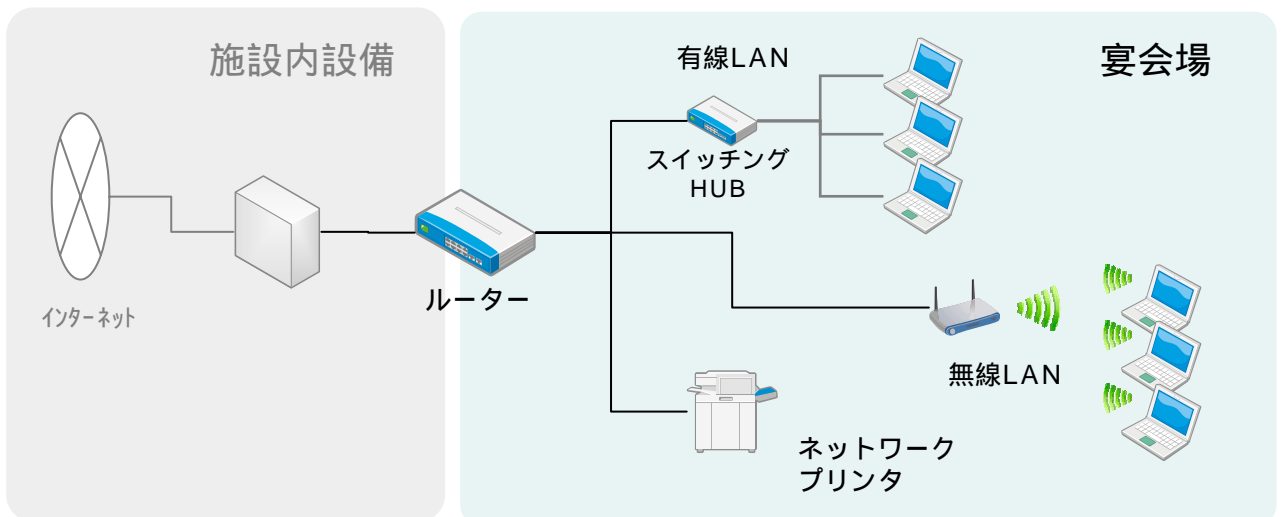 施設内設備
宴会場
有線LAN
スイッチング
HUB
インターネット
ルーター
無線LAN
ネットワーク
プリンタ